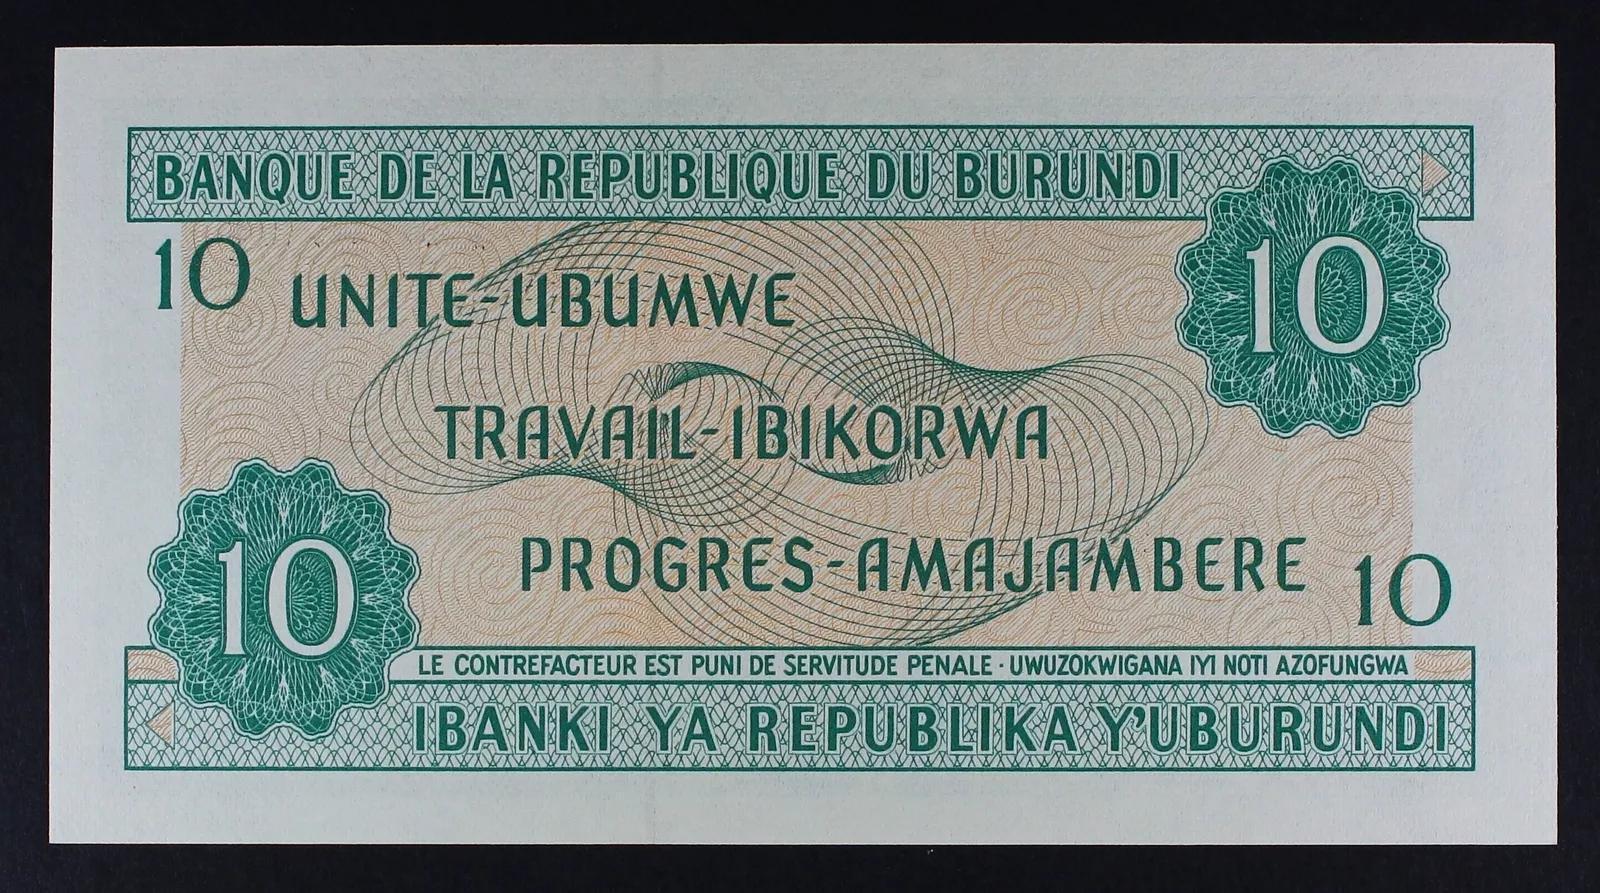 BANQUE DE LA REPUBLIQUE DU BURUNDI
10
10
UNITE-UBUMWE
TRAVAIL-IBIKORWA
PROGRES-AMAJAMBERE
10
10
LE CONTREFACTEUR EST PUNI DE SERVITUDE PENALE · UWUZOKWIGANA IYI NOTI AZOFUNGWA
IBANKI YA REPUBLIKA Y'UBURUNDI